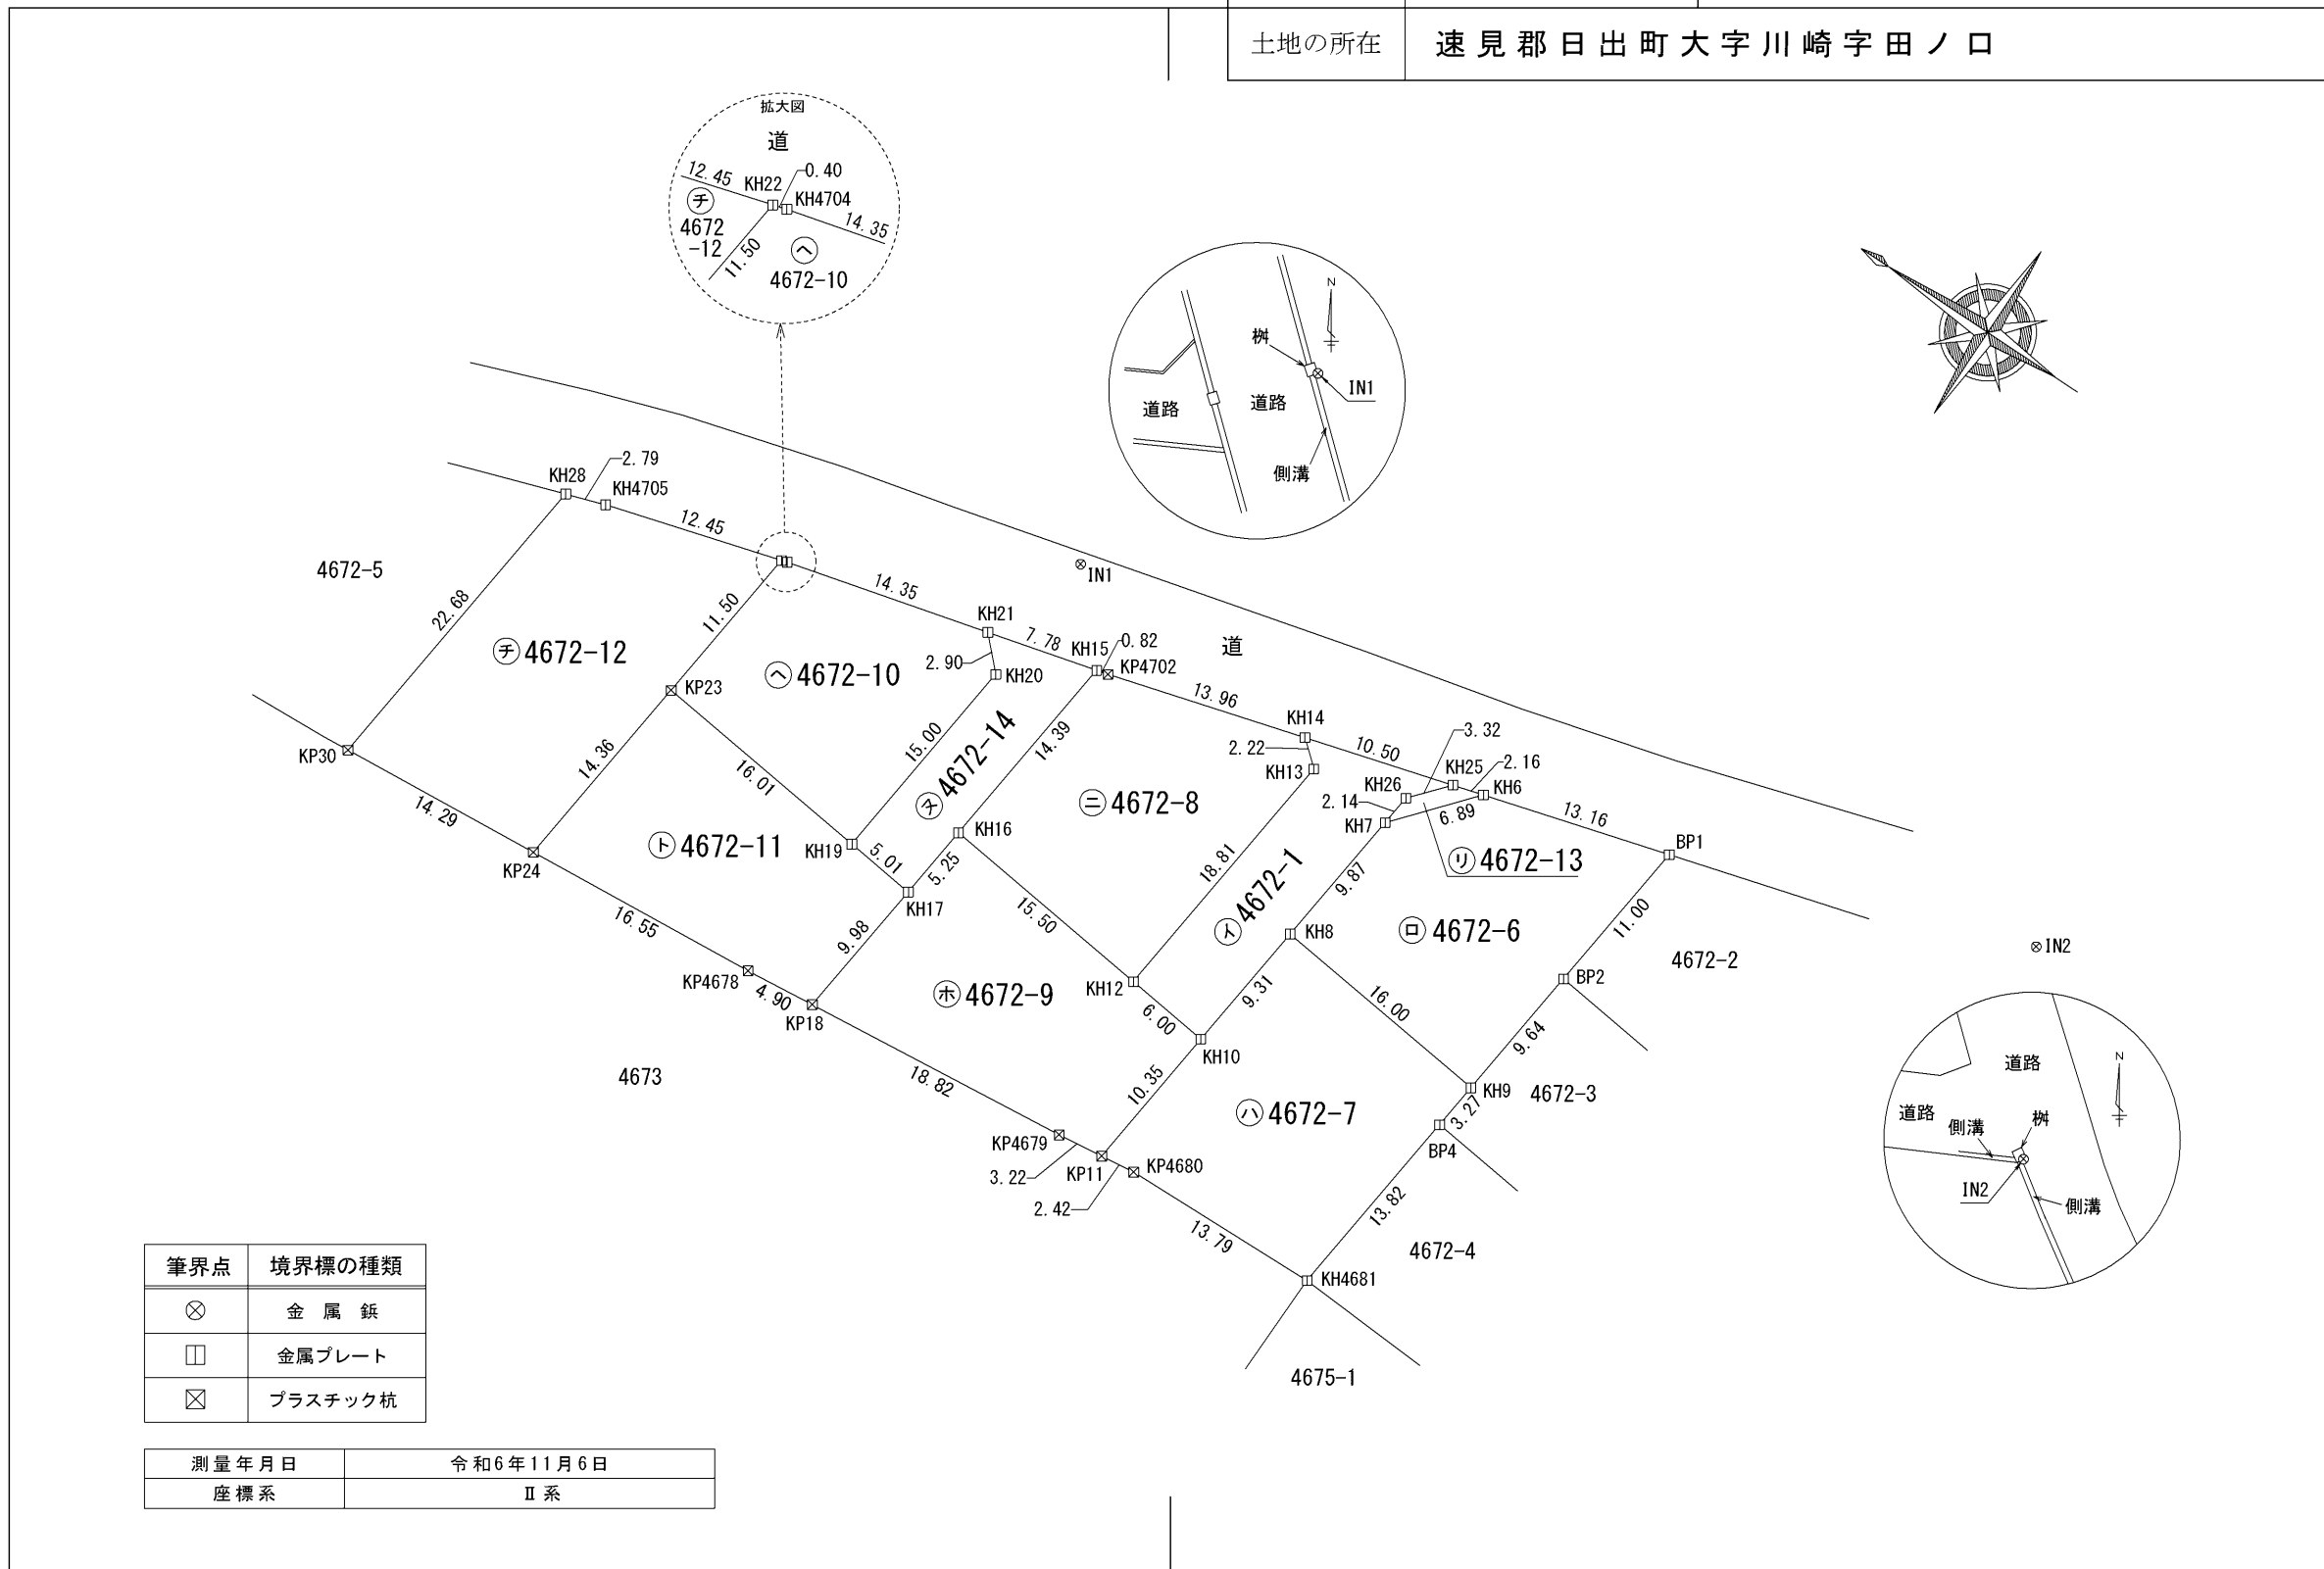 土地の所在
速見郡日出町大字川崎字田ノ口
拡大図
道
12.45
KH22
0.40
KH4704
14.35
㋠
4672
-12
11.50
㋬
4672-10
N
桝
IN1
道路
道路
側溝
KH28
2.79
KH4705
12.45
4672-5
22.68
㋠4672-12
11.50
14.35
IN1
KH21
7.78
KH15
0.82
KP4702
道
2.90
KH20
㋬4672-10
KP23
13.96
KH14
2.22
10.50
3.32
KH13
KH26
KH25
2.16
KH6
2.14
KH7
6.89
13.16
BP1
KP30
14.36
16.01
15.00
㋦4672-14
14.39
㋥4672-8
14.29
㋣4672-11
KH19
5.01
KH16
5.25
KH17
18.81
㋑4672-1
9.87
㋷4672-13
KP24
16.55
9.98
15.50
KH8
㋺4672-6
11.00
4672-2
IN2
KP4678
4.90
KP18
㋭4672-9
KH12
6.00
9.31
KH10
16.00
BP2
9.64
4673
18.82
10.35
㋩4672-7
KH9
3.27
4672-3
BP4
KP4679
3.22
KP11
KP4680
2.42
13.79
13.82
4672-4
KH4681
4675-1
道路
N
道路
側溝
桝
IN2
側溝
筆界点 境界標の種類
金属鋲
金属プレート
プラスチック杭
測量年月日 令和6年11月6日
座標系 Ⅱ系